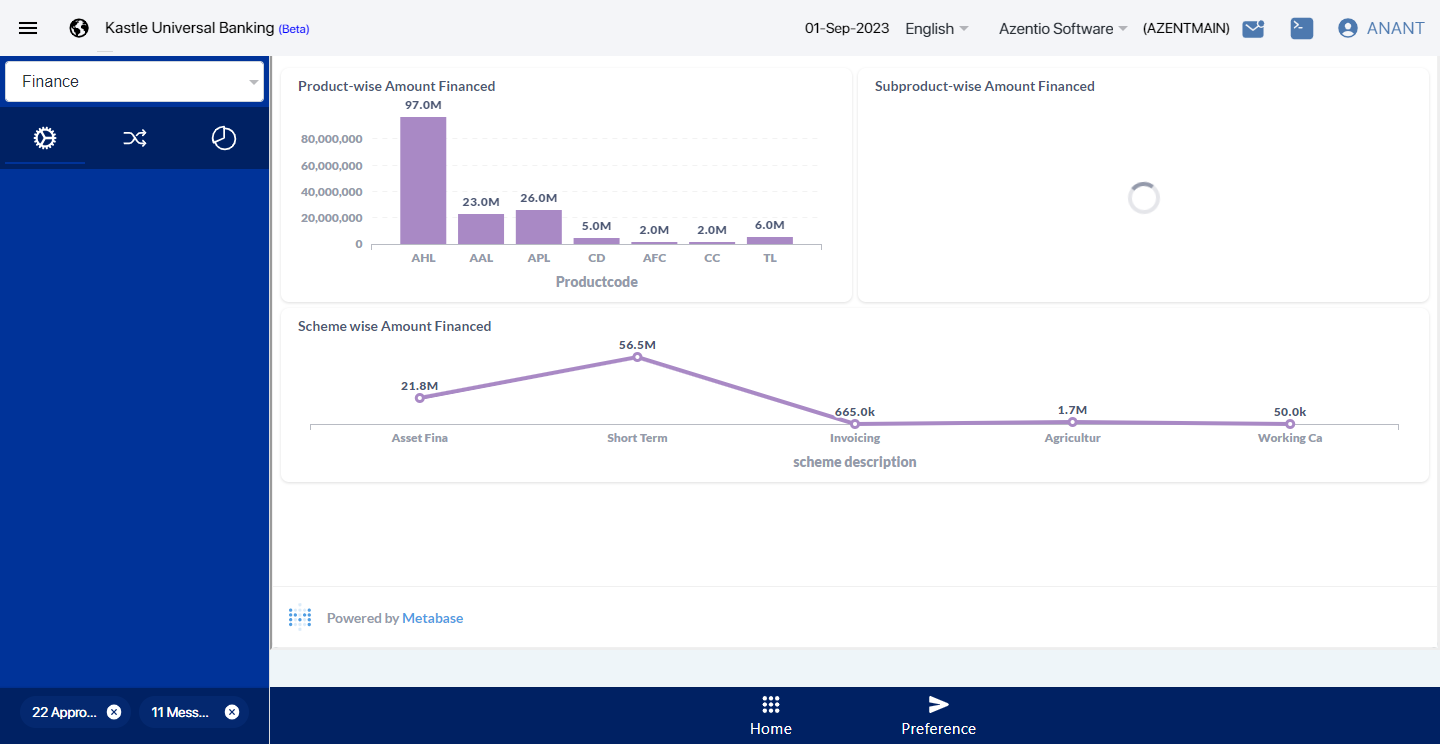 Kastle Universal Banking (Beta)
01-Sep-2023 English Azentio Software (AZENTMAIN) ANANT
Finance
22 Appro...
11 Mess...
Product-wise Amount Financed
97.0M
80,000,000
60,000,000
40,000,000
20,000,000
0
23.0M
26.0M
5.0M
2.0M
2.0M
6.0M
AHL AAL APL CD AFC CC TL
Productcode
Subproduct-wise Amount Financed
Scheme wise Amount Financed
21.8M
56.5M
665.0k
1.7M
50.0k
Asset Fina Short Term Invoicing Agricultur Working Ca
scheme description
Powered by Metabase
Home Preference